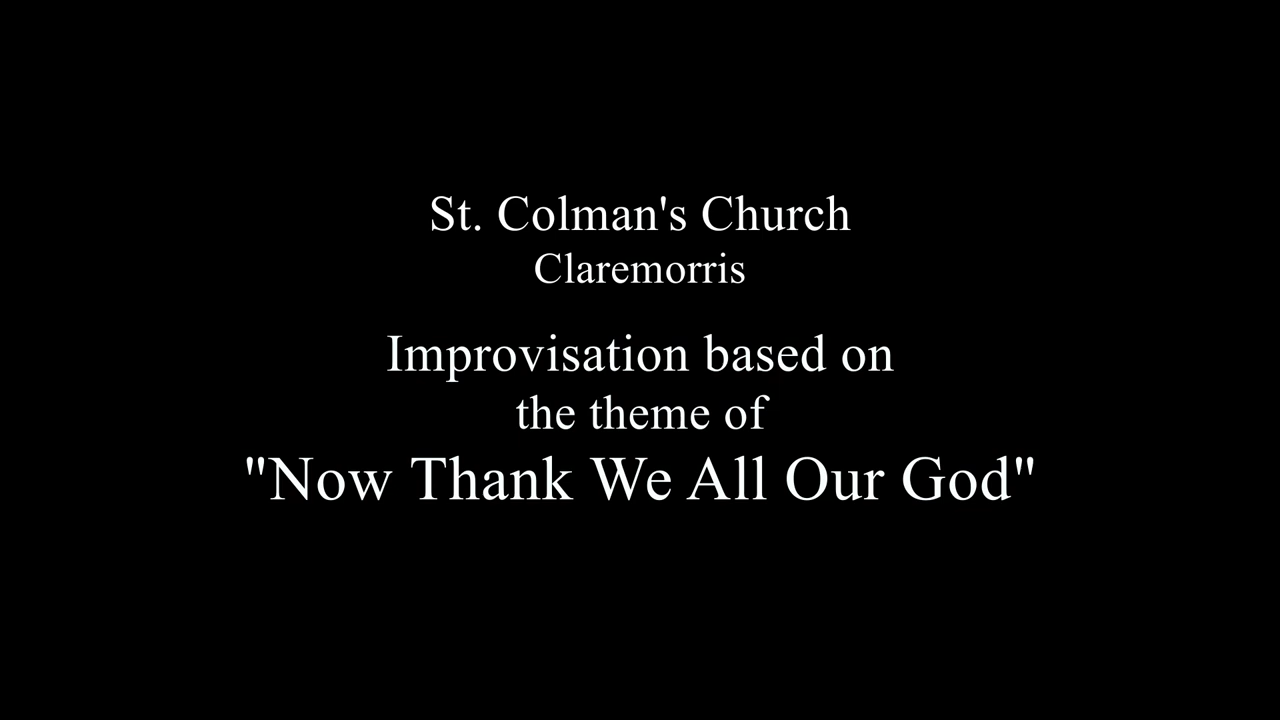 St. Colman's Church
Claremorris
Improvisation based on
the theme of
"Now Thank We All Our God"